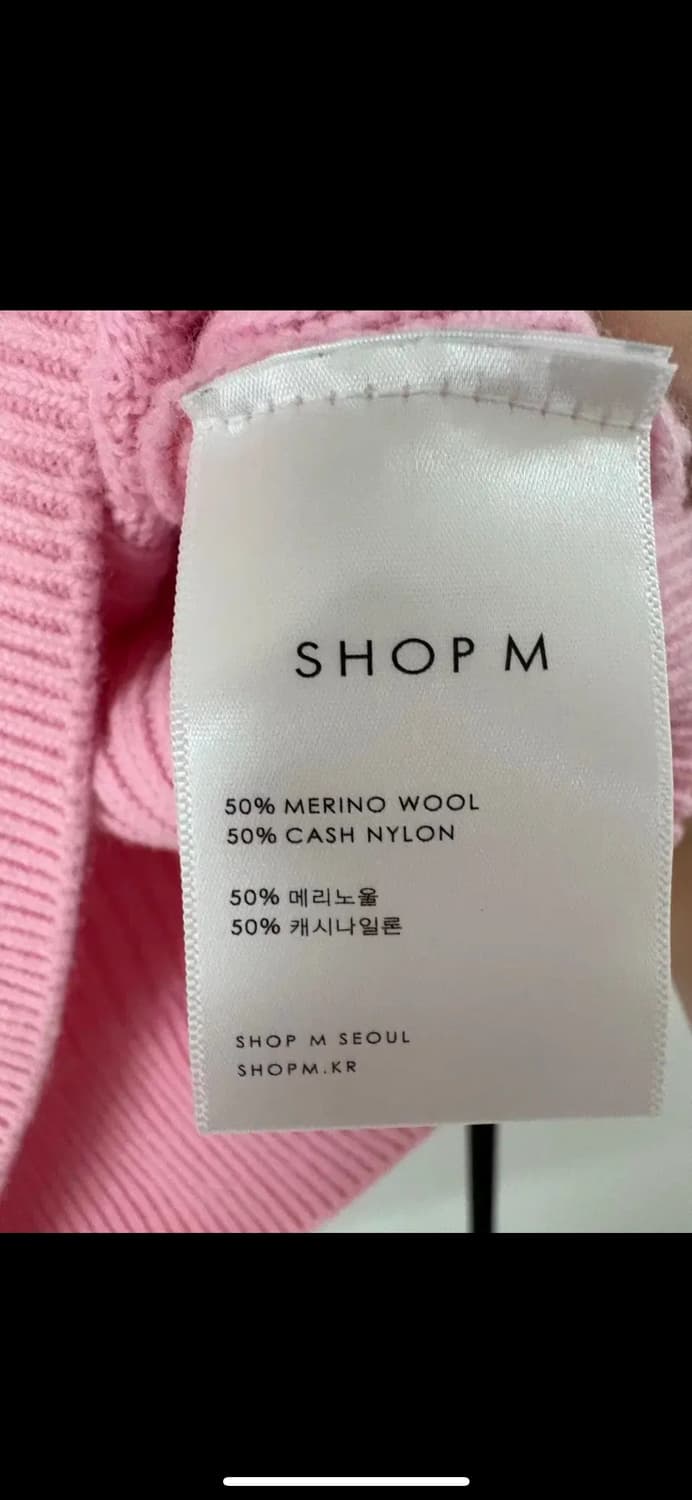 SHOP M
50% MERINO WOOL
50% CASH NYLON
50% 메리노울
50% 캐시나일론
SHOP M SEOUL
SHOPM.KR